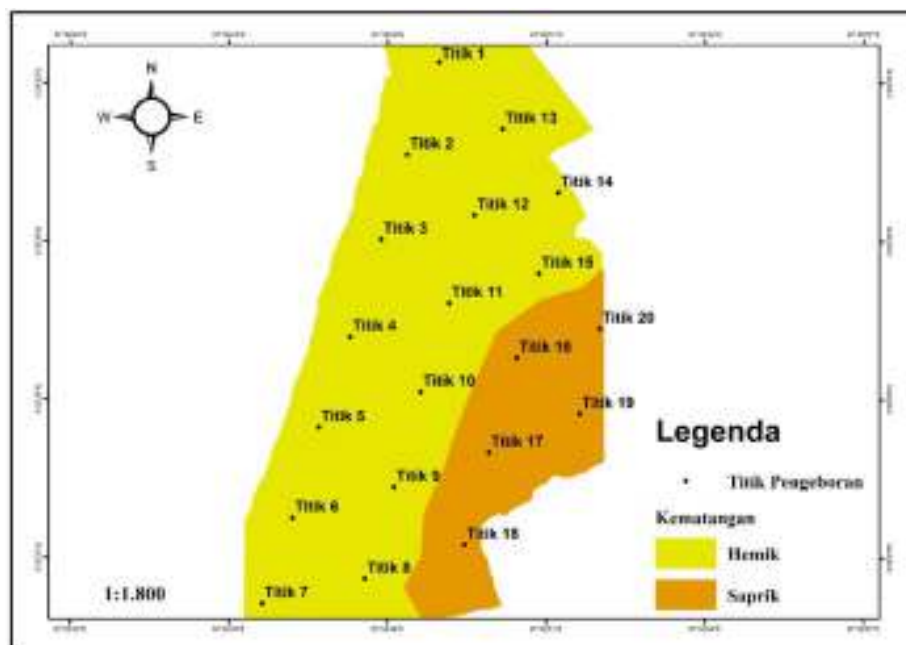 Titik 1
N
Titik 13
W E
Titik 2
S
Titik 14
Titik 12
Titik 3
Titik 15
Titik 11
Titik 20
Titik 4
Titik 16
Titik 10
Titik 19
Titik 5
Titik 17
Legenda
Titik 9
Titik Pengeboran
Titik 6
Kematangan
Titik 18
Hemik
Titik 8
1:1.800
Titik 7
Saprik